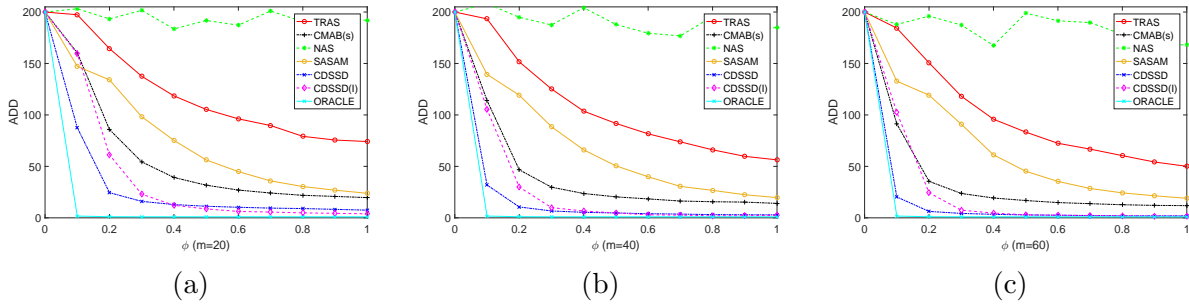 200
150
100
50
0
ADD
TRAS
CMAB(s)
NAS
SASAM
CDSSD
CDSSD(I)
ORACLE
0 0.2 0.4 0.6 0.8 1
ϕ (m=20)
(a)
200
150
100
50
0
ADD
TRAS
CMAB(s)
NAS
SASAM
CDSSD
CDSSD(I)
ORACLE
0 0.2 0.4 0.6 0.8 1
ϕ (m=40)
(b)
200
150
100
50
0
ADD
TRAS
CMAB(s)
NAS
SASAM
CDSSD
CDSSD(I)
ORACLE
0 0.2 0.4 0.6 0.8 1
ϕ (m=60)
(c)